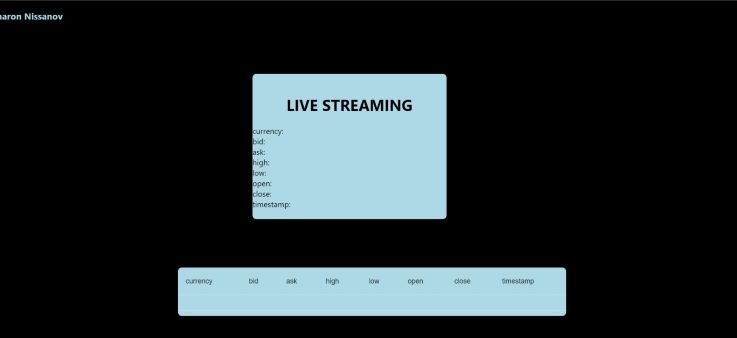 Nissanov
LIVE STREAMING
currency:
bid:
ask:
high:
low:
open:
close:
timestamp:
currency bid ask high low open close timestamp